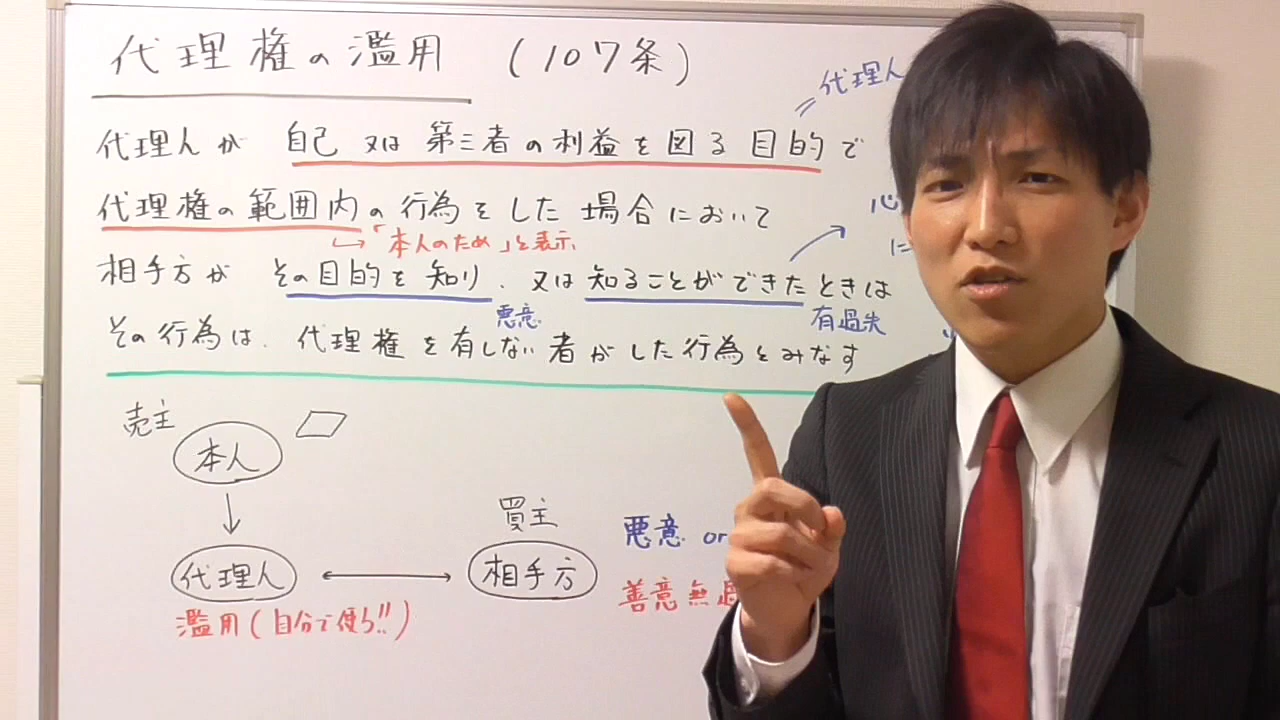 代理権の濫用 (107条)
代理人
代理人が 自己 又は 第三者の利益を図る目的で
代理権の範囲内の行為をした場合において
心
に
「本人のため」と表示
相手方が その目的を知り、又は知ることができたときは
悪意
有過失
その行為は、代理権を有しない者がした行為とみなす
売主
本人
買主
代理人
相手方
悪意 or
善意無過
濫用(自分で使う!!)